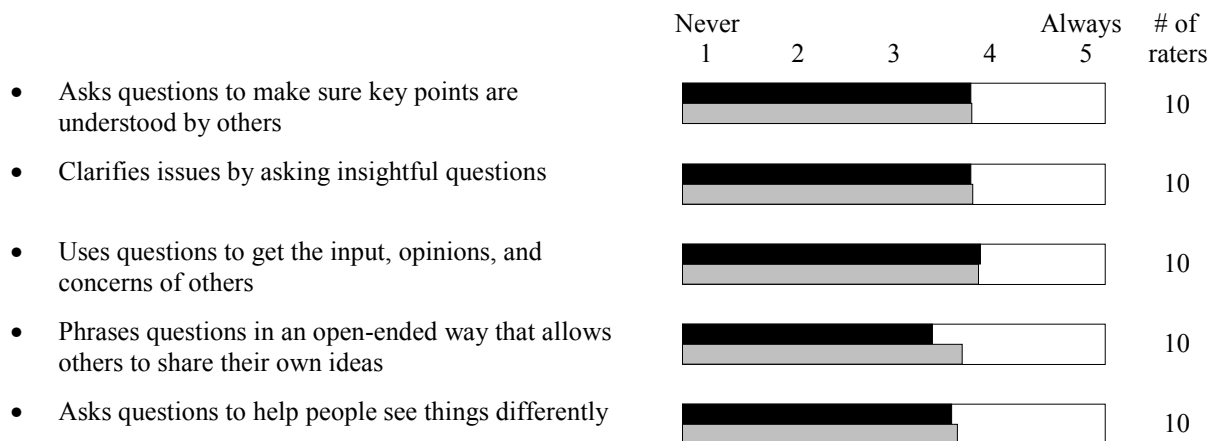 Never Always # of
1 2 3 4 5 raters
• Asks questions to make sure key points are
understood by others
10
• Clarifies issues by asking insightful questions
10
• Uses questions to get the input, opinions, and
concerns of others
10
• Phrases questions in an open-ended way that allows
others to share their own ideas
10
• Asks questions to help people see things differently
10